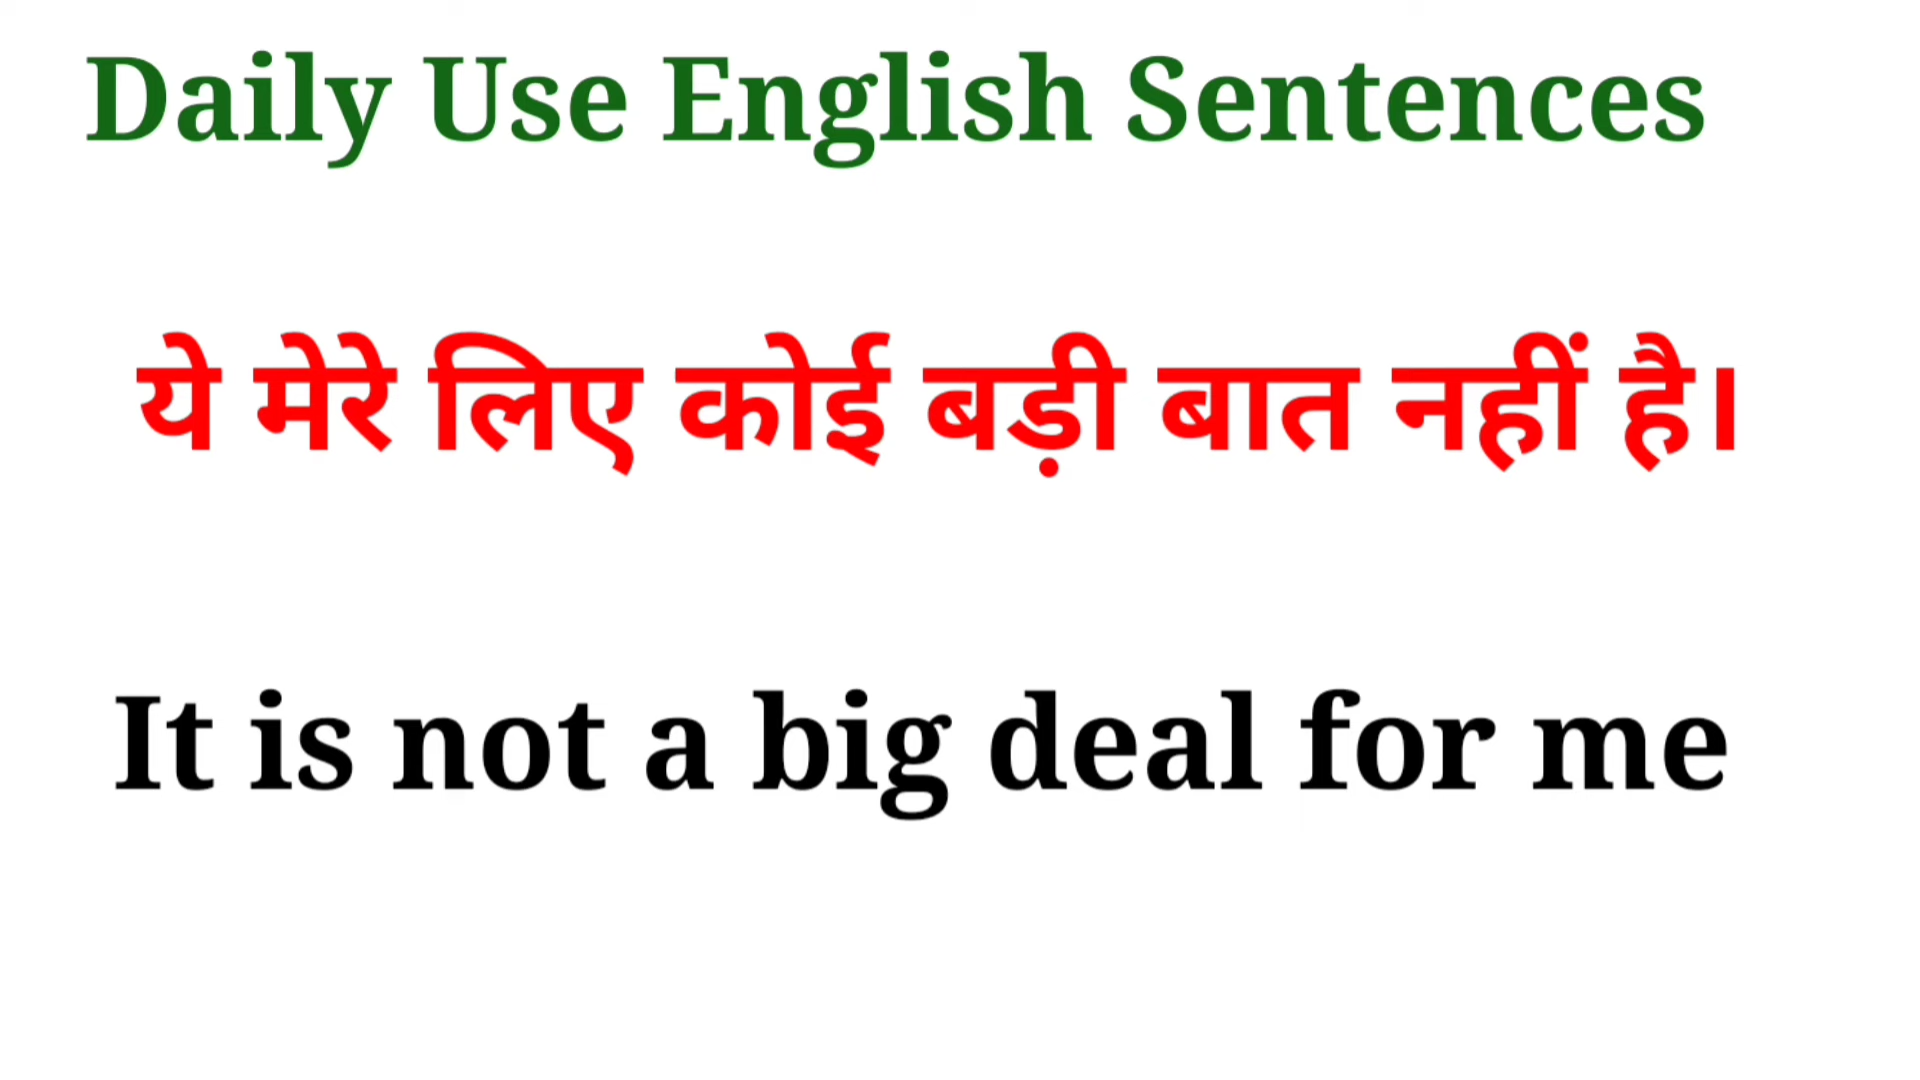 Daily Use English Sentences
ये मेरे लिए कोई बड़ी बात नहीं है।
It is not a big deal for me